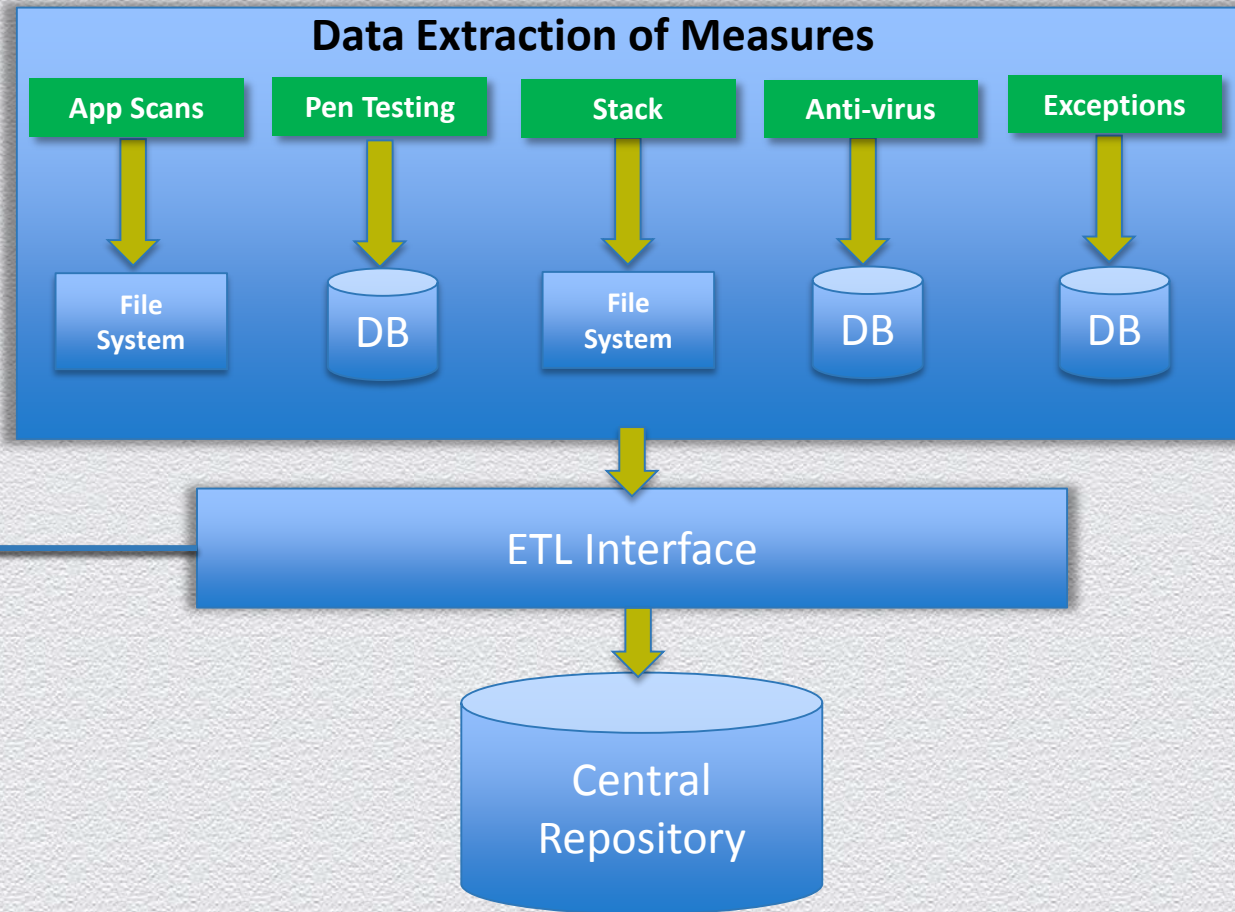 Data Extraction of Measures
App Scans
Pen Testing
Stack
Anti-virus
Exceptions
File
System
DB
File
System
DB
DB
ETL Interface
Central
Repository